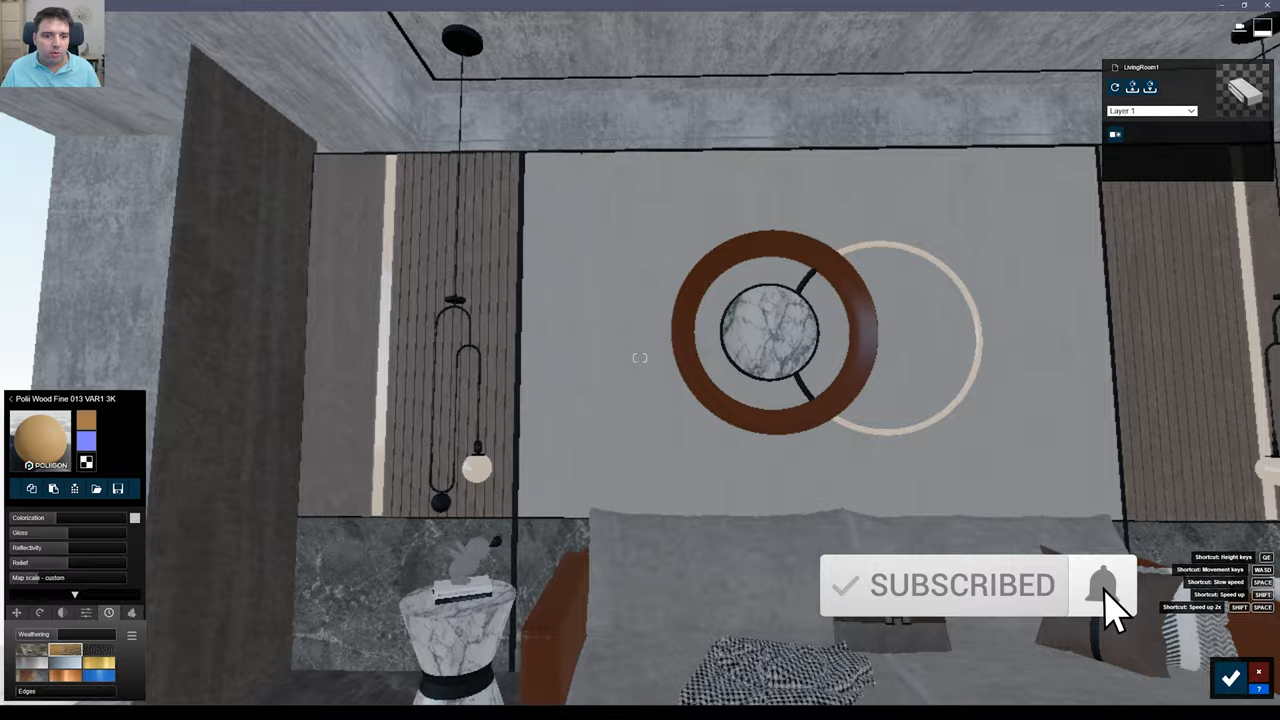 LivingRoom1
Layer 1
Polii Wood Fine 013 VAR1 3K
POLIIGON
Colorization
Gloss
Reflectivity
Relief
Map scale - custom
Weathering
Edges
SUBSCRIBED
Shortcut: Height keys QE
Shortcut: Movement keys WASD
Shortcut: Slow speed SPACE
Shortcut: Speed up SHIFT
Shortcut: Speed up 2x SHIFT SPACE
?